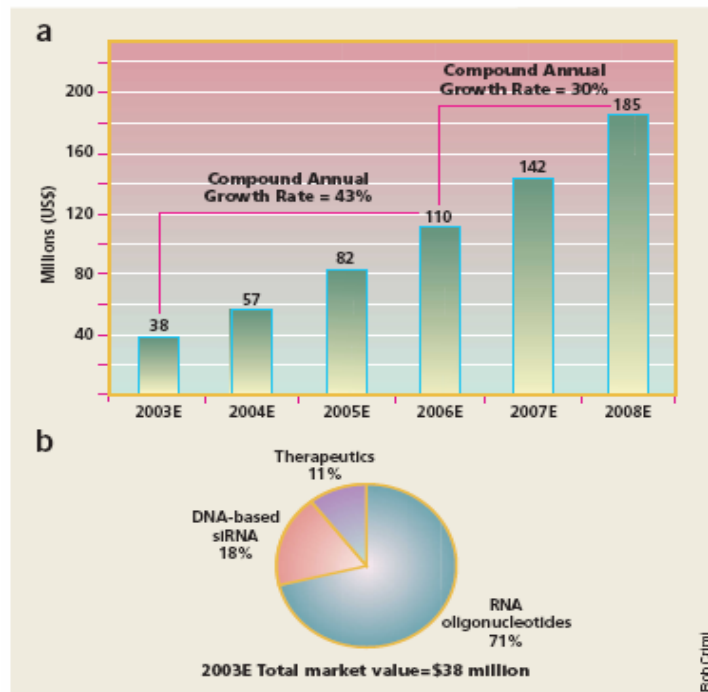 a
Millions (US$)
200
160
120
80
40
Compound Annual
Growth Rate = 30%
Compound Annual
Growth Rate = 43%
38
57
82
110
142
185
2003E 2004E 2005E 2006E 2007E 2008E
b
Therapeutics
11%
DNA-based
siRNA
18%
RNA
oligonucleotides
71%
2003E Total market value=$38 million
Bob Crimi